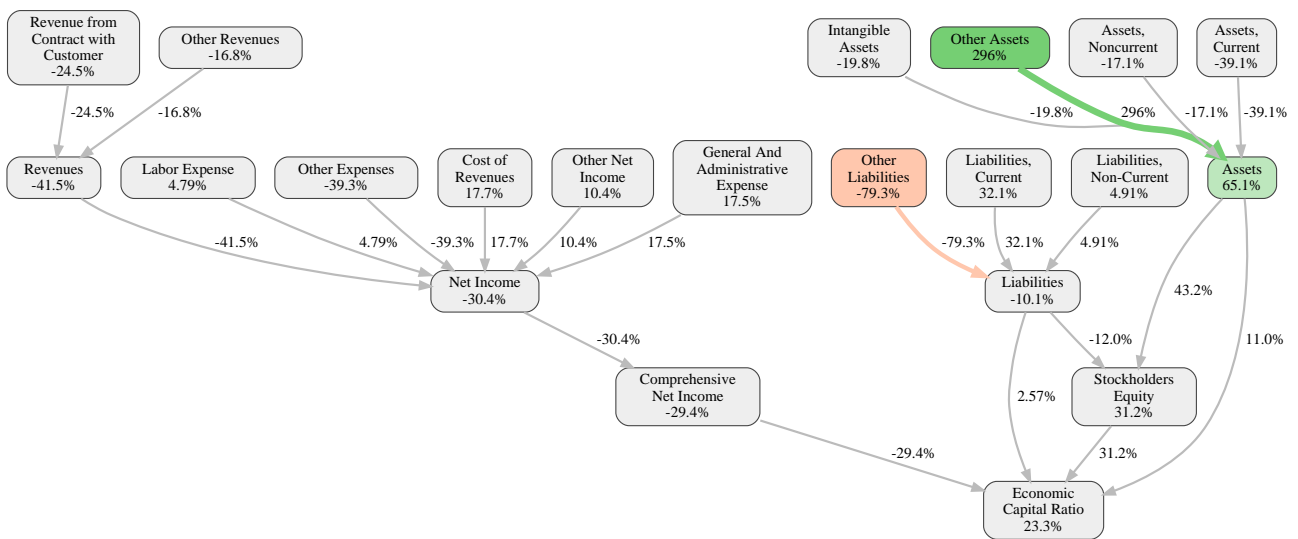 Revenue from
Contract with
Customer
-24.5%
Other Revenues
-16.8%
Intangible
Assets
-19.8%
Other Assets
296%
Assets,
Noncurrent
-17.1%
Assets,
Current
-39.1%
-24.5%
-16.8%
-19.8%
296%
-17.1%
-39.1%
Revenues
-41.5%
Labor Expense
4.79%
Other Expenses
-39.3%
Cost of
Revenues
17.7%
Other Net
Income
10.4%
General And
Administrative
Expense
17.5%
Other
Liabilities
-79.3%
Liabilities,
Current
32.1%
Liabilities,
Non-Current
4.91%
Assets
65.1%
-41.5%
4.79%
-39.3%
17.7%
10.4%
17.5%
-79.3%
32.1%
4.91%
Net Income
-30.4%
Liabilities
-10.1%
43.2%
-30.4%
-12.0%
11.0%
Comprehensive
Net Income
-29.4%
2.57%
Stockholders
Equity
31.2%
-29.4%
31.2%
Economic
Capital Ratio
23.3%